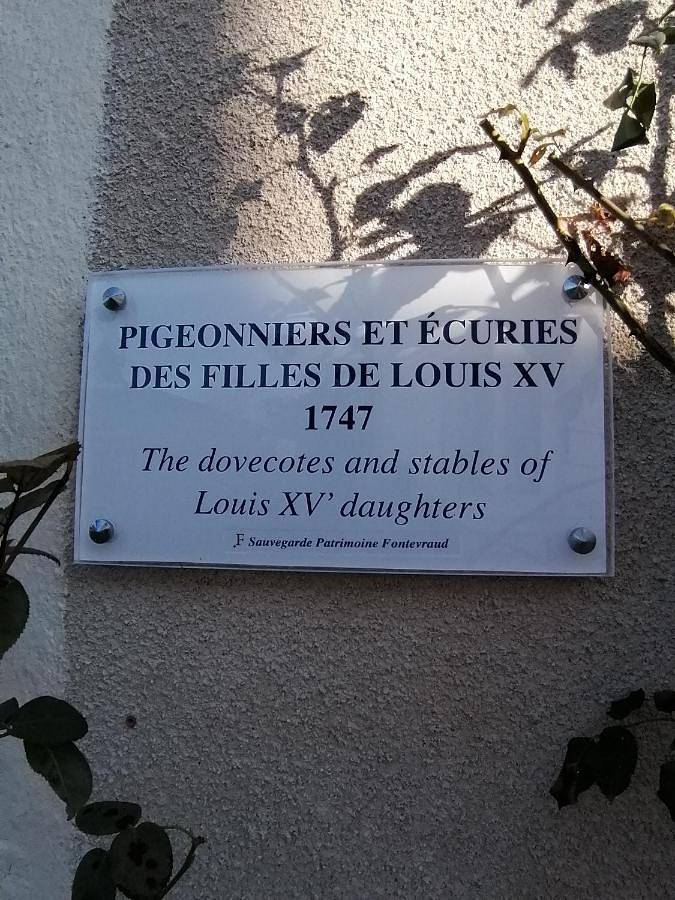 PIGEONNIERS ET ÉCURIES
DES FILLES DE LOUIS XV
1747
The dovecotes and stables of
Louis XV' daughters
F Sauvegarde Patrimoine Fontevraud